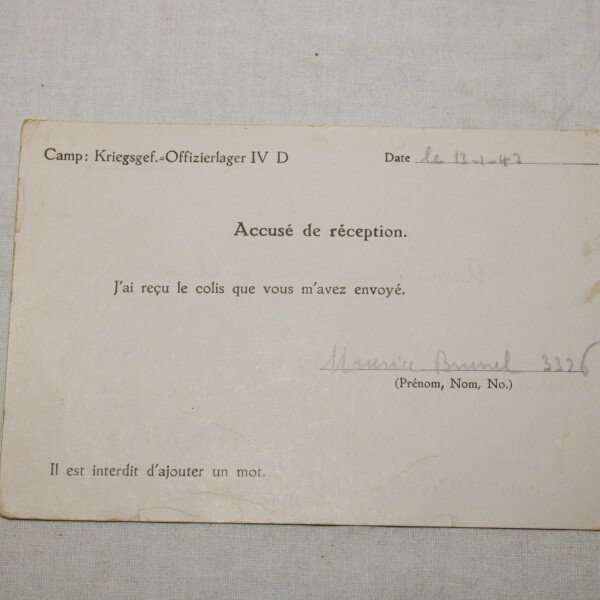 Camp: Kriegsgef.=Offizierlager IV D Date le 13-1-43
Accusé de réception.
J'ai reçu le colis que vous m'avez envoyé.
Maurice Brunel 3326
(Prénom, Nom, No.)
Il est interdit d'ajouter un mot.